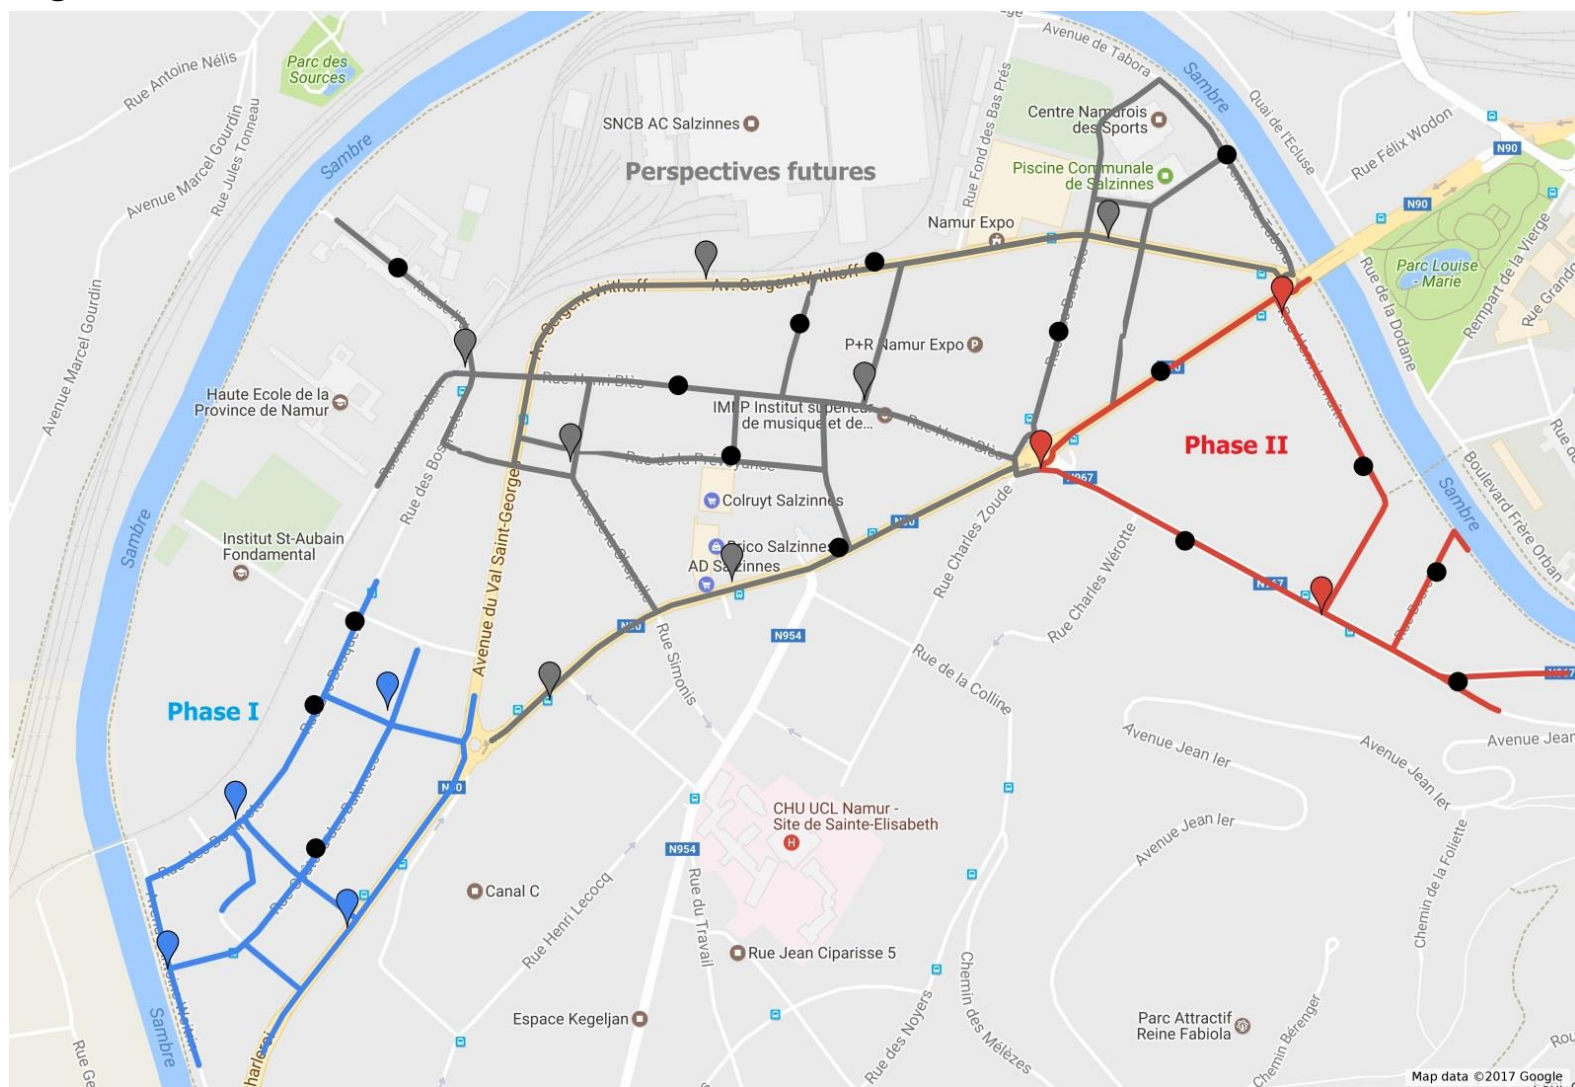 Avenue de Tabora
Parc des
Sources
Rue Antoine Nélis
Sambre
Quai de l'Ecluse
Rue Félix Wodon
N90
SNCB AC Salzinnes
Centre Namurois
des Sports
Rue Fond des Bas Prés
Avenue Marcel Gourdin
Rue Jules Tonneau
Sambre
Perspectives futures
Piscine Communale
de Salzinnes
N90
Namur Expo
Rempart de la Vierge
Parc Louise
- Marie
Rue de la Dodane
Av. Sergent Vrithoff
Av. Sergent Vrithoff
Avenue Marcel Gourdin
P+R Namur Expo
Rue Henri Lemaître
Haute Ecole de la
Province de Namur
Rue Henri Blès
Rue Henri Blès
Phase II
Rue des Bosquets
N967
Colruyt Salzinnes
Boulevard Frère Orban
Sambre
Sambre
Institut St-Aubain
Fondamental
Brico Salzinnes
AD Salzinnes
N90
Rue Charles Zoude
Rue Charles Wérotte
N967
Rue de la Chapelle
Avenue du Val Saint-Georges
N90
N954
Rue Simonis
Rue de la Colline
Phase I
N967
Avenue Jean Ier
Avenue Jean Ier
Avenue Jean
N90
CHU UCL Namur -
Site de Sainte-Elisabeth
Avenue Jean Ier
N954
Canal C
Rue Henri Lecocq
Rue du Travail
Rue Jean Ciparisse 5
Chemin de la Foliette
Espace Kegeljan
Rue des Noyers
Chemin des Mélèzes
Parc Attractif
Reine Fabiola
Chemin Bérenger
Sambre
Map data ©2017 Google